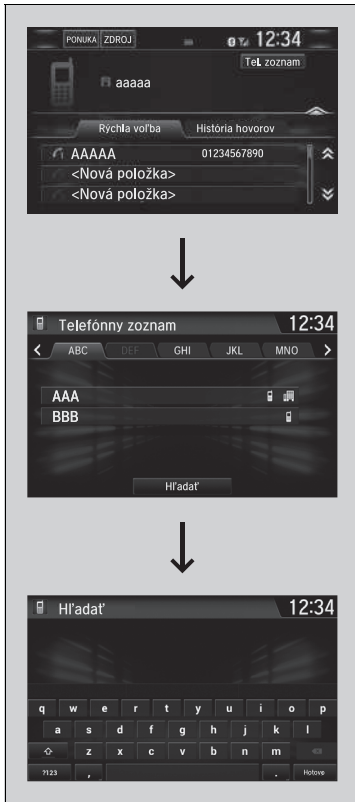 PONUKA ZDROJ 12:34
Tel. zoznam
aaaaa
Rýchla voľba História hovorov
AAAAA 01234567890
<Nová položka>
<Nová položka>
Telefónny zoznam 12:34
ABC DEF GHI JKL MNO
AAA
BBB
Hľadať
Hľadať 12:34
q w e r t y u i o p
a s d f g h j k l
z x c v b n m
?123 , . Hotovo